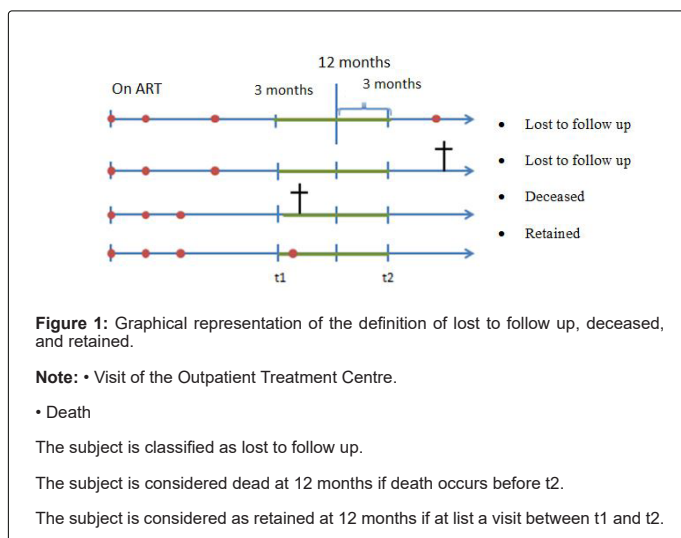 12 months
On ART
3 months
3 months
• Lost to follow up
• Lost to follow up
• Deceased
• Retained
t1
t2
Figure 1: Graphical representation of the definition of lost to follow up, deceased,
and retained.
Note: • Visit of the Outpatient Treatment Centre.
• Death
The subject is classified as lost to follow up.
The subject is considered dead at 12 months if death occurs before t2.
The subject is considered as retained at 12 months if at list a visit between t1 and t2.